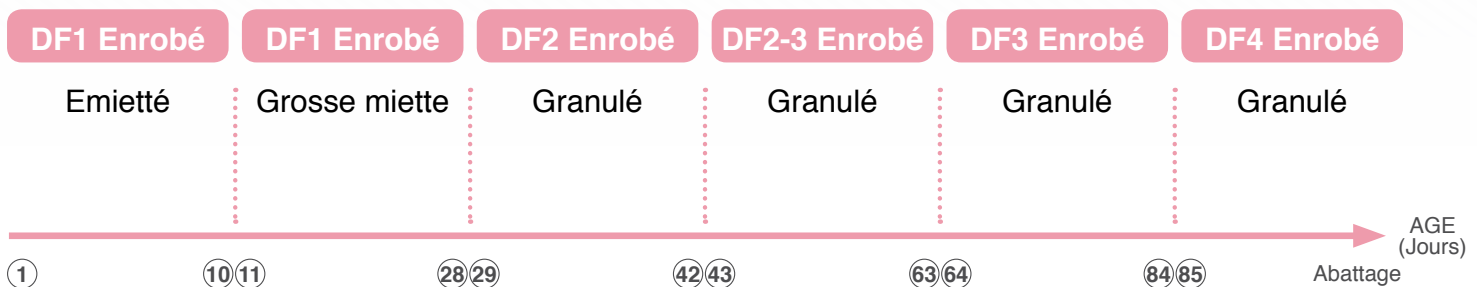 DF1 Enrobé DF1 Enrobé DF2 Enrobé DF2-3 Enrobé DF3 Enrobé DF4 Enrobé
Emietté Grosse miette Granulé Granulé Granulé Granulé
AGE
(Jours)
1 10 11 28 29 42 43 63 64 84 85 Abattage